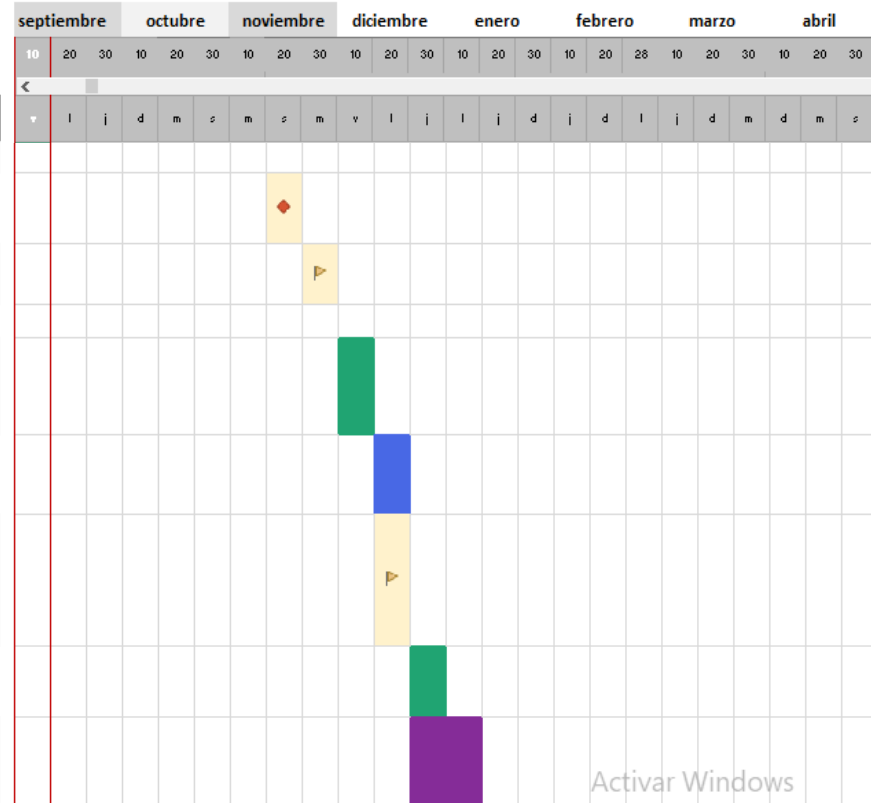 septiembre octubre noviembre diciembre enero febrero marzo abril
10 20 30 10 20 30 10 20 30 10 20 30 10 20 30 10 20 28 10 20 30 10 20 30
v l j d m s m s m v l j l j d j d l j d m d m s
Activar Windows